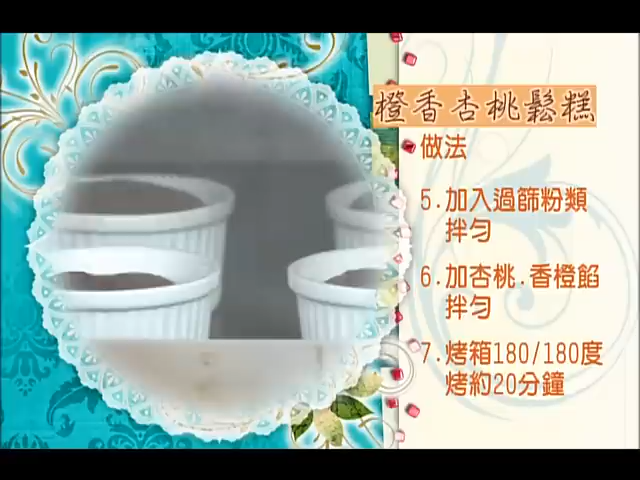 橙香杏桃鬆糕
做法
5.加入過篩粉類
拌勻
6.加杏桃.香橙餡
拌勻
7.烤箱180/180度
烤約20分鐘